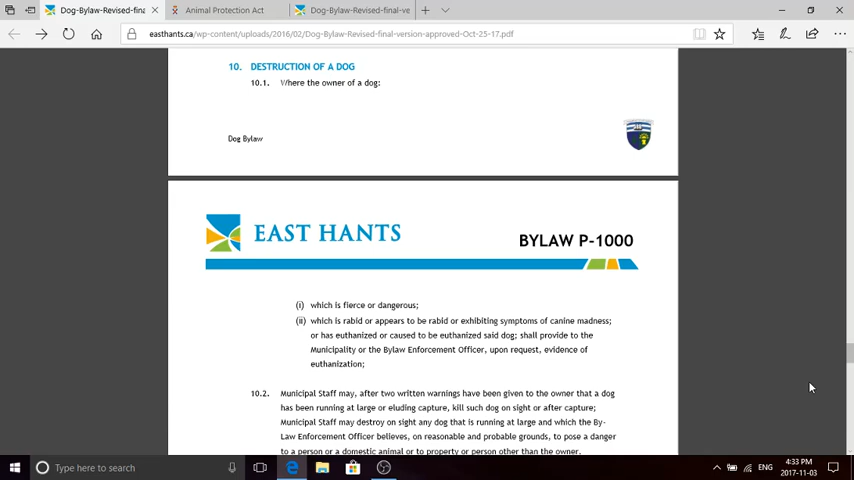 Dog-Bylaw-Revised-fina
Animal Protection Act
Dog-Bylaw-Revised-final-ve
easthants.ca/wp-content/uploads/2016/02/Dog-Bylaw-Revised-final-version-approved-Oct-25-17.pdf
10. DESTRUCTION OF A DOG
10.1. Where the owner of a dog:
Dog Bylaw
EAST HANTS
BYLAW P-1000
(i) which is fierce or dangerous;
(ii) which is rabid or appears to be rabid or exhibiting symptoms of canine madness;
or has euthanized or caused to be euthanized said dog; shall provide to the
Municipality or the Bylaw Enforcement Officer, upon request, evidence of
euthanization;
10.2. Municipal Staff may, after two written warnings have been given to the owner that a dog
has been running at large or eluding capture, kill such dog on sight or after capture;
Municipal Staff may destroy on sight any dog that is running at large and which the By-
Law Enforcement Officer believes, on reasonable and probable grounds, to pose a danger
to a person or a domestic animal or to property or person other than the owner.
Type here to search
ENG
4:33 PM
2017-11-03